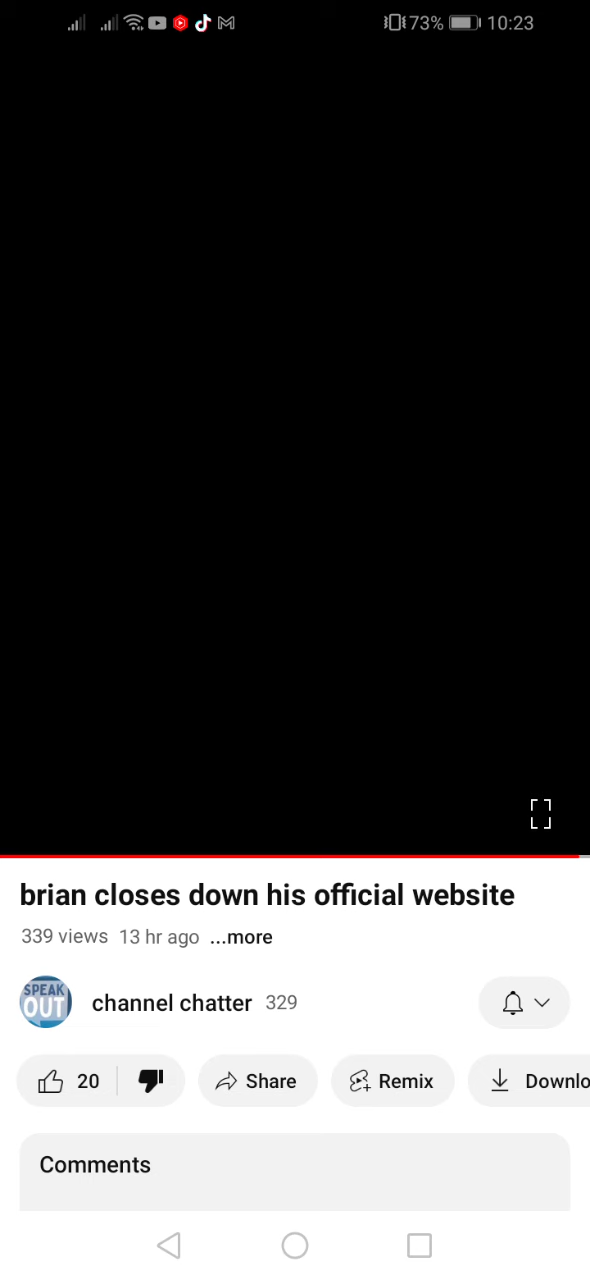 73% 10:23
brian closes down his official website
339 views 13 hr ago ...more
SPEAK
OUT
channel chatter 329
20 Share Remix Downlo
Comments